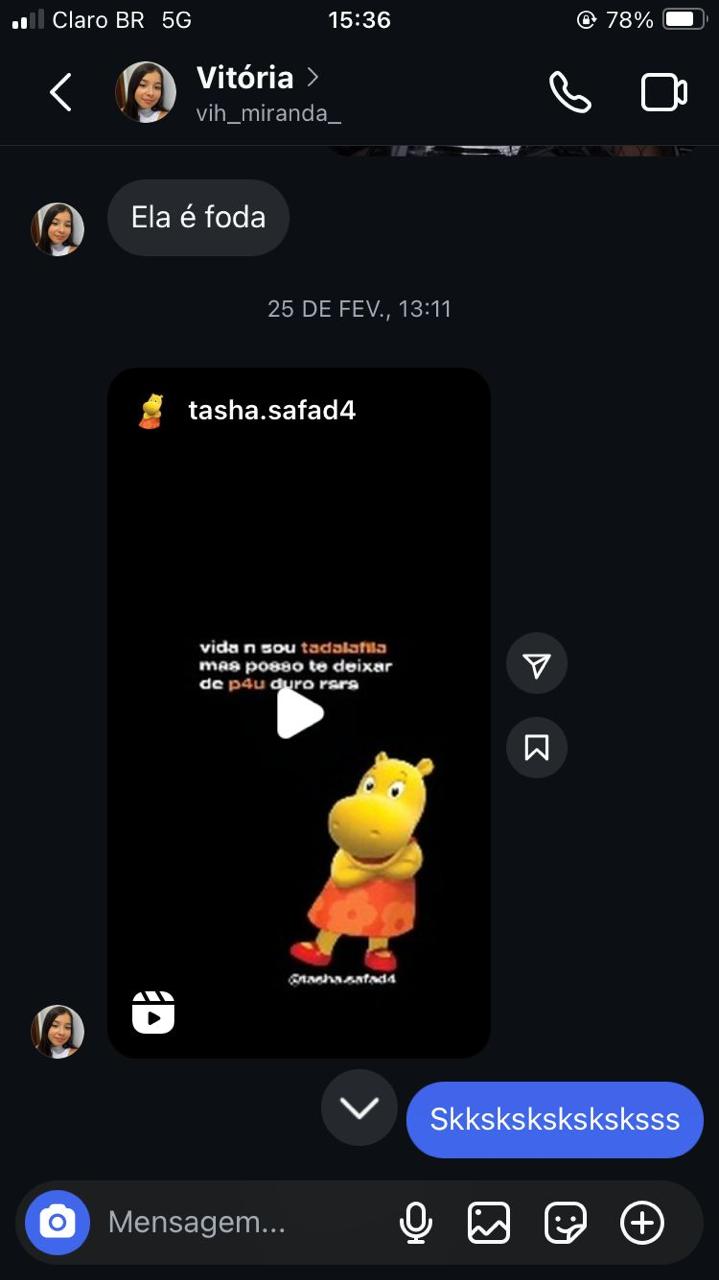 Claro BR 5G 15:36 78%
Vitória
vih_miranda_
Ela é foda
25 DE FEV., 13:11
tasha.safad4
vida n sou tadalafila
mas posso te deixar
de p4u duro rsrs
@tasha.safad4
Skksksksksksksss
Mensagem...